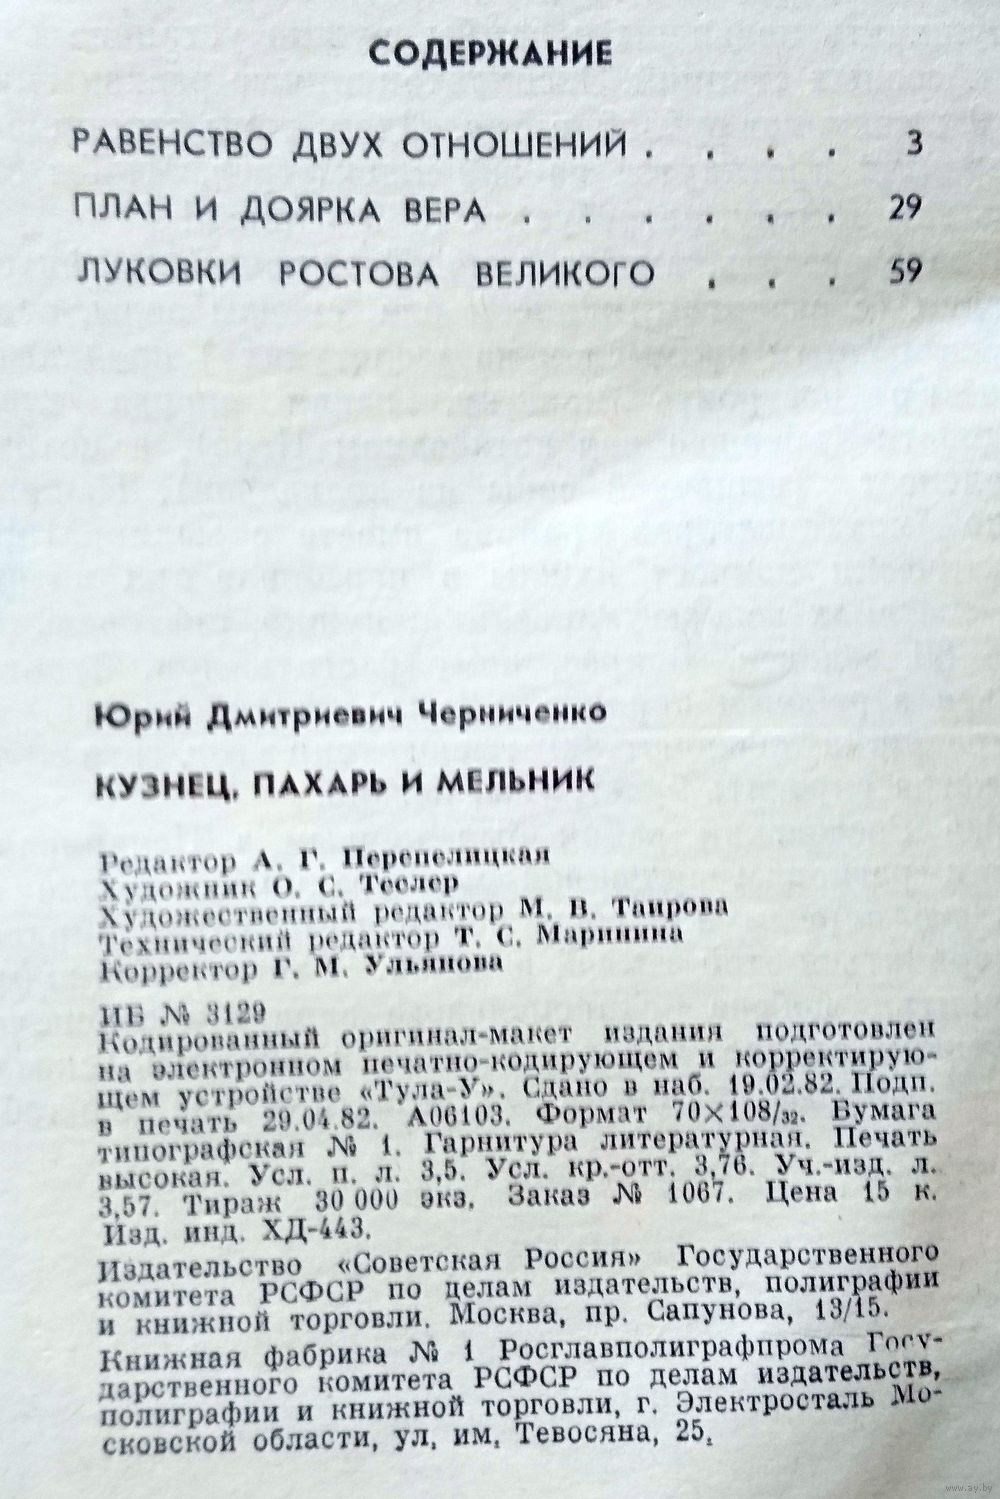 СОДЕРЖАНИЕ
РАВЕНСТВО ДВУХ ОТНОШЕНИЙ . . . . 3
ПЛАН И ДОЯРКА ВЕРА . . . . . . 29
ЛУКОВКИ РОСТОВА ВЕЛИКОГО . . . 59
Юрий Дмитриевич Черниченко
КУЗНЕЦ, ПАХАРЬ И МЕЛЬНИК
Редактор А. Г. Перепелицкая
Художник О. С. Теслер
Художественный редактор М. В. Таирова
Технический редактор Т. С. Маринина
Корректор Г. М. Ульянова
ИБ № 3129
Кодированный оригинал-макет издания подготовлен
на электронном печатно-кодирующем и корректирую-
щем устройстве «Тула-У». Сдано в наб. 19.02.82. Подп.
в печать 29.04.82. А06103. Формат 70×108/32. Бумага
типографская № 1. Гарнитура литературная. Печать
высокая. Усл. п. л. 3,5. Усл. кр.-отт. 3,76. Уч.-изд. л.
3,57. Тираж 30 000 экз. Заказ № 1067. Цена 15 к.
Изд. инд. ХД-443.
Издательство «Советская Россия» Государственного
комитета РСФСР по делам издательств, полиграфии
и книжной торговли. Москва, пр. Сапунова, 13/15.
Книжная фабрика № 1 Росглавполиграфпрома Госу-
дарственного комитета РСФСР по делам издательств,
полиграфии и книжной торговли, г. Электросталь Мо-
сковской области, ул. им. Тевосяна, 25.
www.ay.by